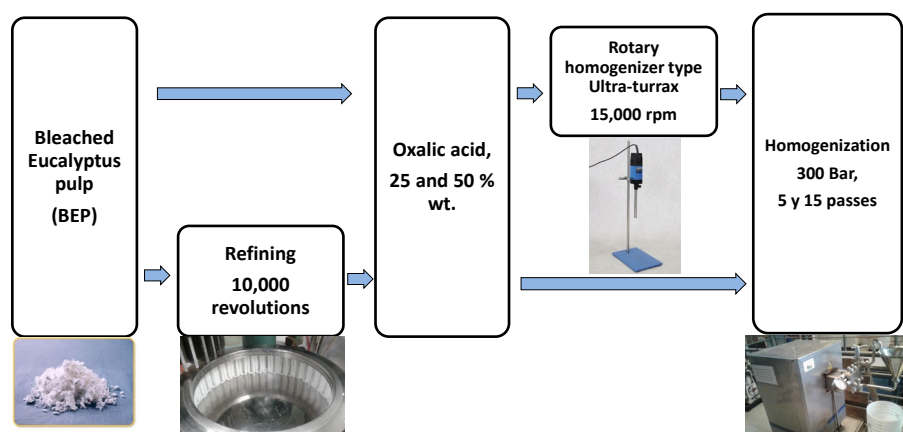 Bleached
Eucalyptus
pulp
(BEP)
Refining
10,000
revolutions
Oxalic acid,
25 and 50 %
wt.
Rotary
homogenizer type
Ultra-turrax
15,000 rpm
Homogenization
300 Bar,
5 y 15 passes